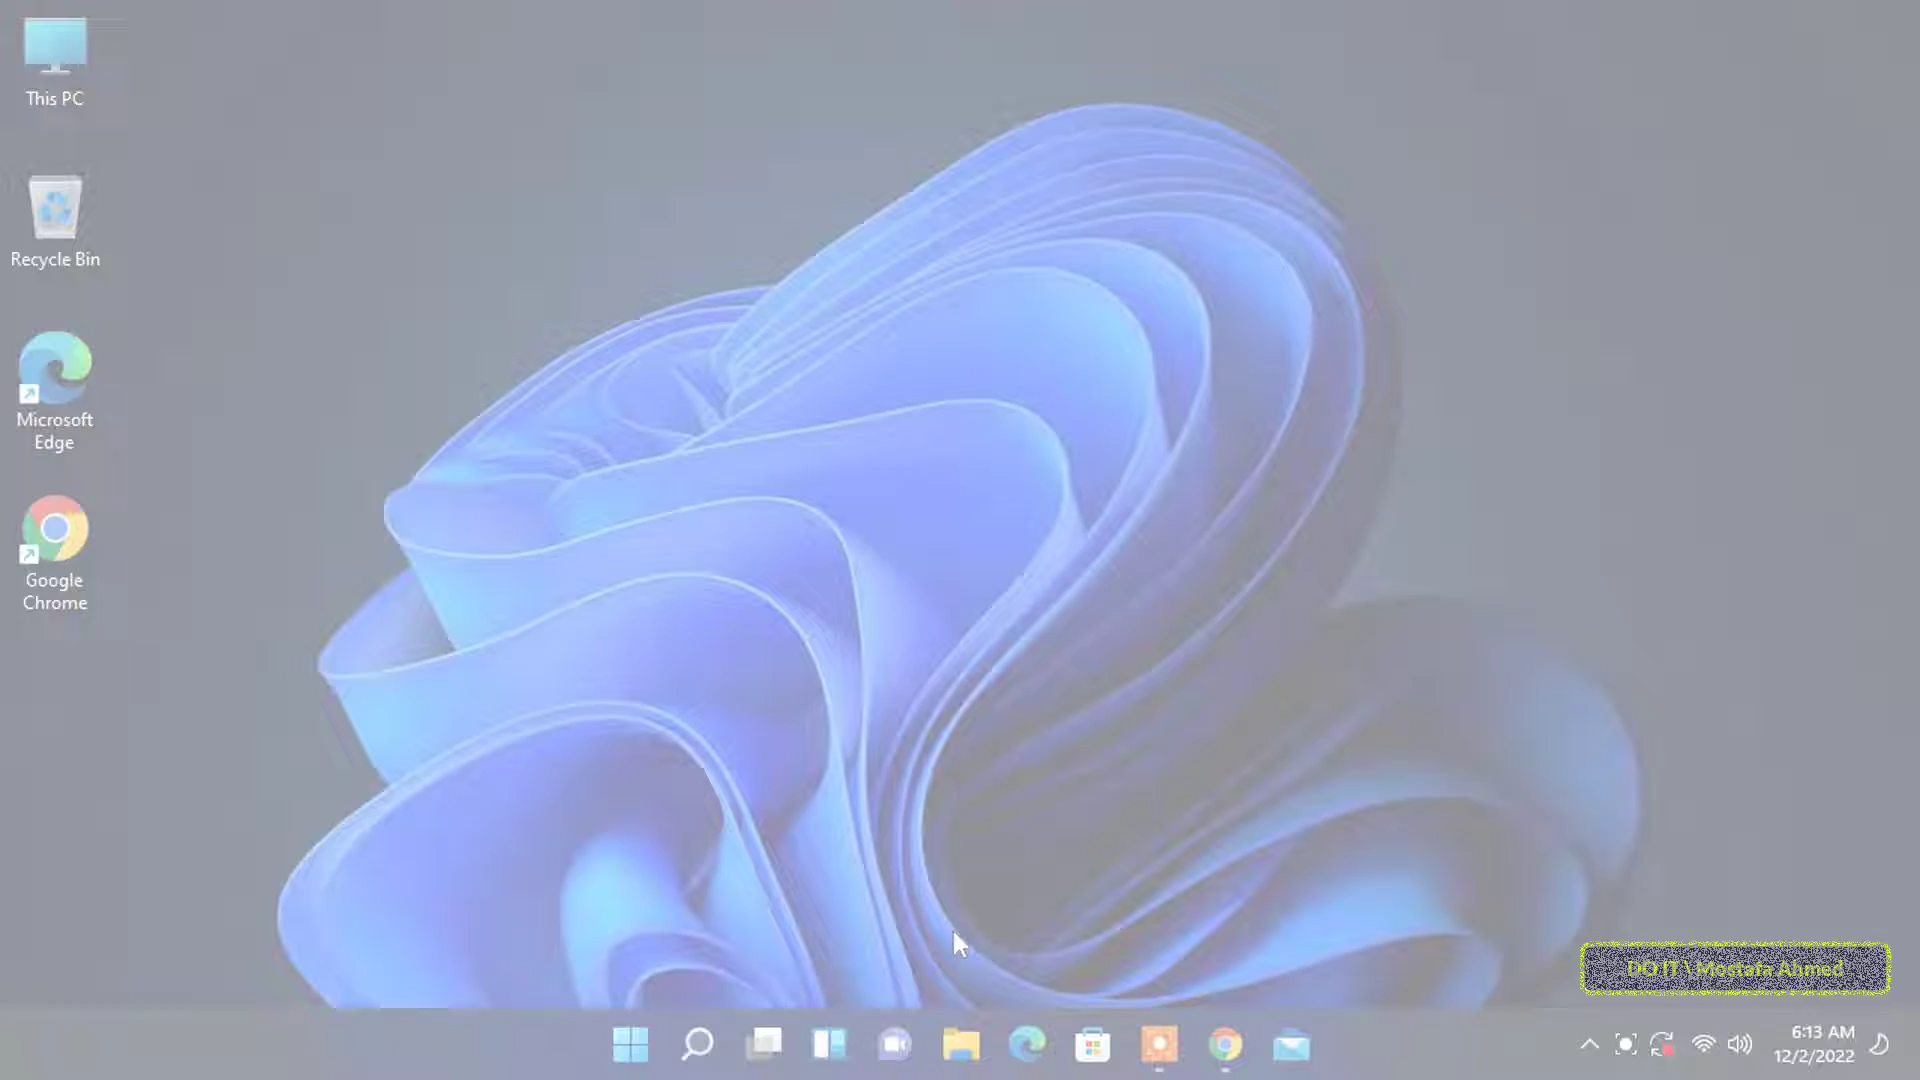 This PC
Recycle Bin
Microsoft
Edge
Google
Chrome
DO IT \ Mostafa Ahmed
6:13 AM
12/2/2022